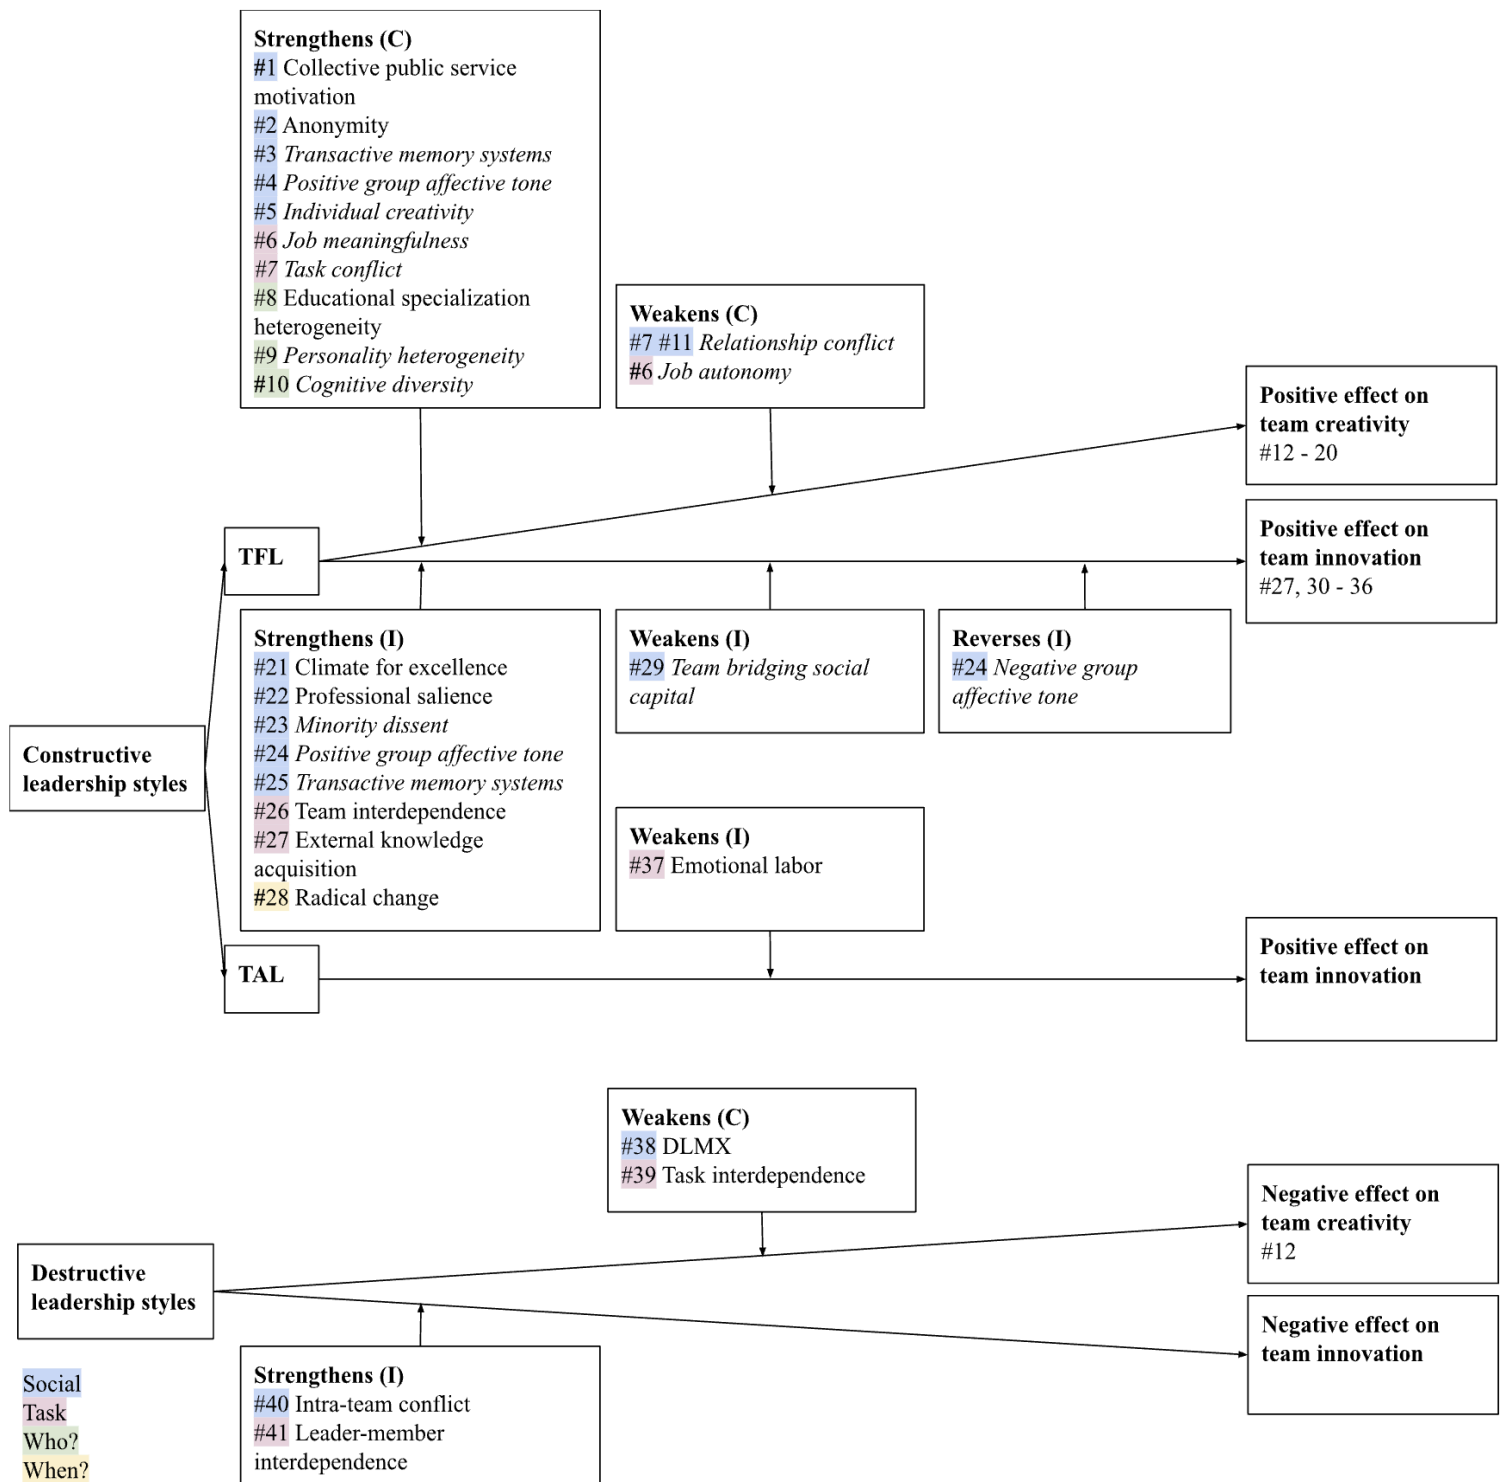 Strengthens (C)
#1 Collective public service
motivation
#2 Anonymity
#3 Transactive memory systems
#4 Positive group affective tone
#5 Individual creativity
#6 Job meaningfulness
#7 Task conflict
#8 Educational specialization
heterogeneity
#9 Personality heterogeneity
#10 Cognitive diversity
Weakens (C)
#7 #11 Relationship conflict
#6 Job autonomy
Positive effect on
team creativity
#12 - 20
TFL
Positive effect on
team innovation
#27, 30 - 36
Strengthens (I)
#21 Climate for excellence
#22 Professional salience
#23 Minority dissent
#24 Positive group affective tone
#25 Transactive memory systems
#26 Team interdependence
#27 External knowledge
acquisition
#28 Radical change
Weakens (I)
#29 Team bridging social
capital
Reverses (I)
#24 Negative group
affective tone
Constructive
leadership styles
Weakens (I)
#37 Emotional labor
TAL
Positive effect on
team innovation
Weakens (C)
#38 DLMX
#39 Task interdependence
Negative effect on
team creativity
#12
Destructive
leadership styles
Negative effect on
team innovation
Strengthens (I)
#40 Intra-team conflict
#41 Leader-member
interdependence
Social
Task
Who?
When?